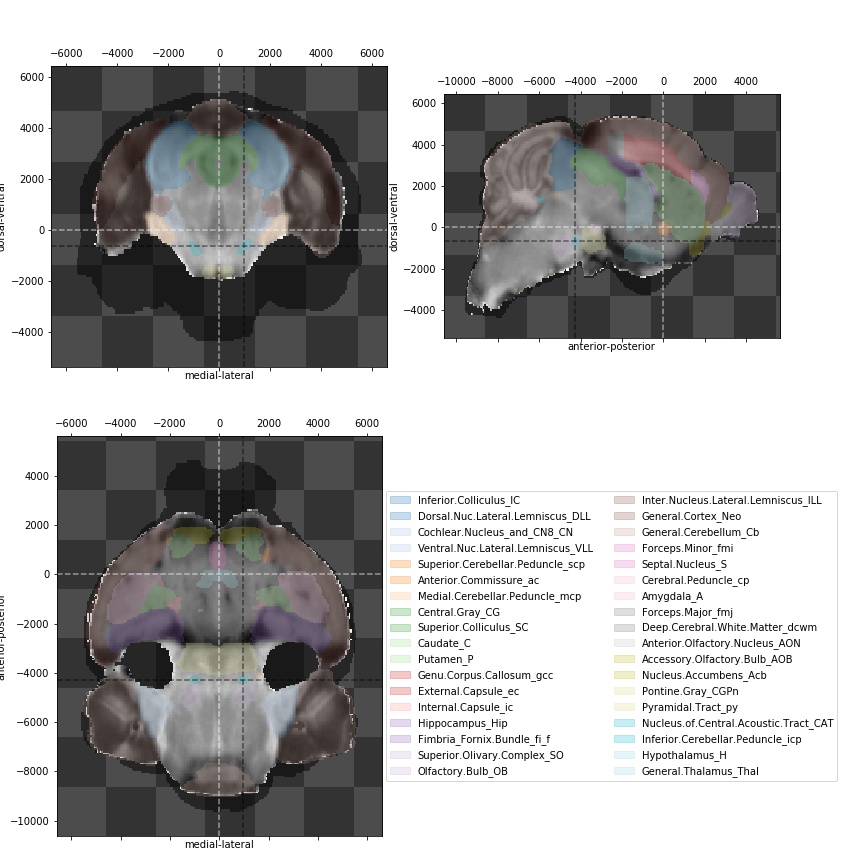 −6000 −4000 −2000 0 2000 4000 6000
6000
4000
2000
0
−2000
−4000
dorsal-ventral
medial-lateral
−10000 −8000 −6000 −4000 −2000 0 2000 4000
6000
4000
2000
0
−2000
−4000
dorsal-ventral
anterior-posterior
−6000 −4000 −2000 0 2000 4000 6000
4000
2000
0
−2000
−4000
−6000
−8000
−10000
anterior-posterior
medial-lateral
Inferior.Colliculus_IC
Dorsal.Nuc.Lateral.Lemniscus_DLL
Cochlear.Nucleus_and_CN8_CN
Ventral.Nuc.Lateral.Lemniscus_VLL
Superior.Cerebellar.Peduncle_scp
Anterior.Commissure_ac
Medial.Cerebellar.Peduncle_mcp
Central.Gray_CG
Superior.Colliculus_SC
Caudate_C
Putamen_P
Genu.Corpus.Callosum_gcc
External.Capsule_ec
Internal.Capsule_ic
Hippocampus_Hip
Fimbria_Fornix.Bundle_fi_f
Superior.Olivary.Complex_SO
Olfactory.Bulb_OB
Inter.Nucleus.Lateral.Lemniscus_ILL
General.Cortex_Neo
General.Cerebellum_Cb
Forceps.Minor_fmi
Septal.Nucleus_S
Cerebral.Peduncle_cp
Amygdala_A
Forceps.Major_fmj
Deep.Cerebral.White.Matter_dcwm
Anterior.Olfactory.Nucleus_AON
Accessory.Olfactory.Bulb_AOB
Nucleus.Accumbens_Acb
Pontine.Gray_CGPn
Pyramidal.Tract_py
Nucleus.of.Central.Acoustic.Tract_CAT
Inferior.Cerebellar.Peduncle_icp
Hypothalamus_H
General.Thalamus_Thal